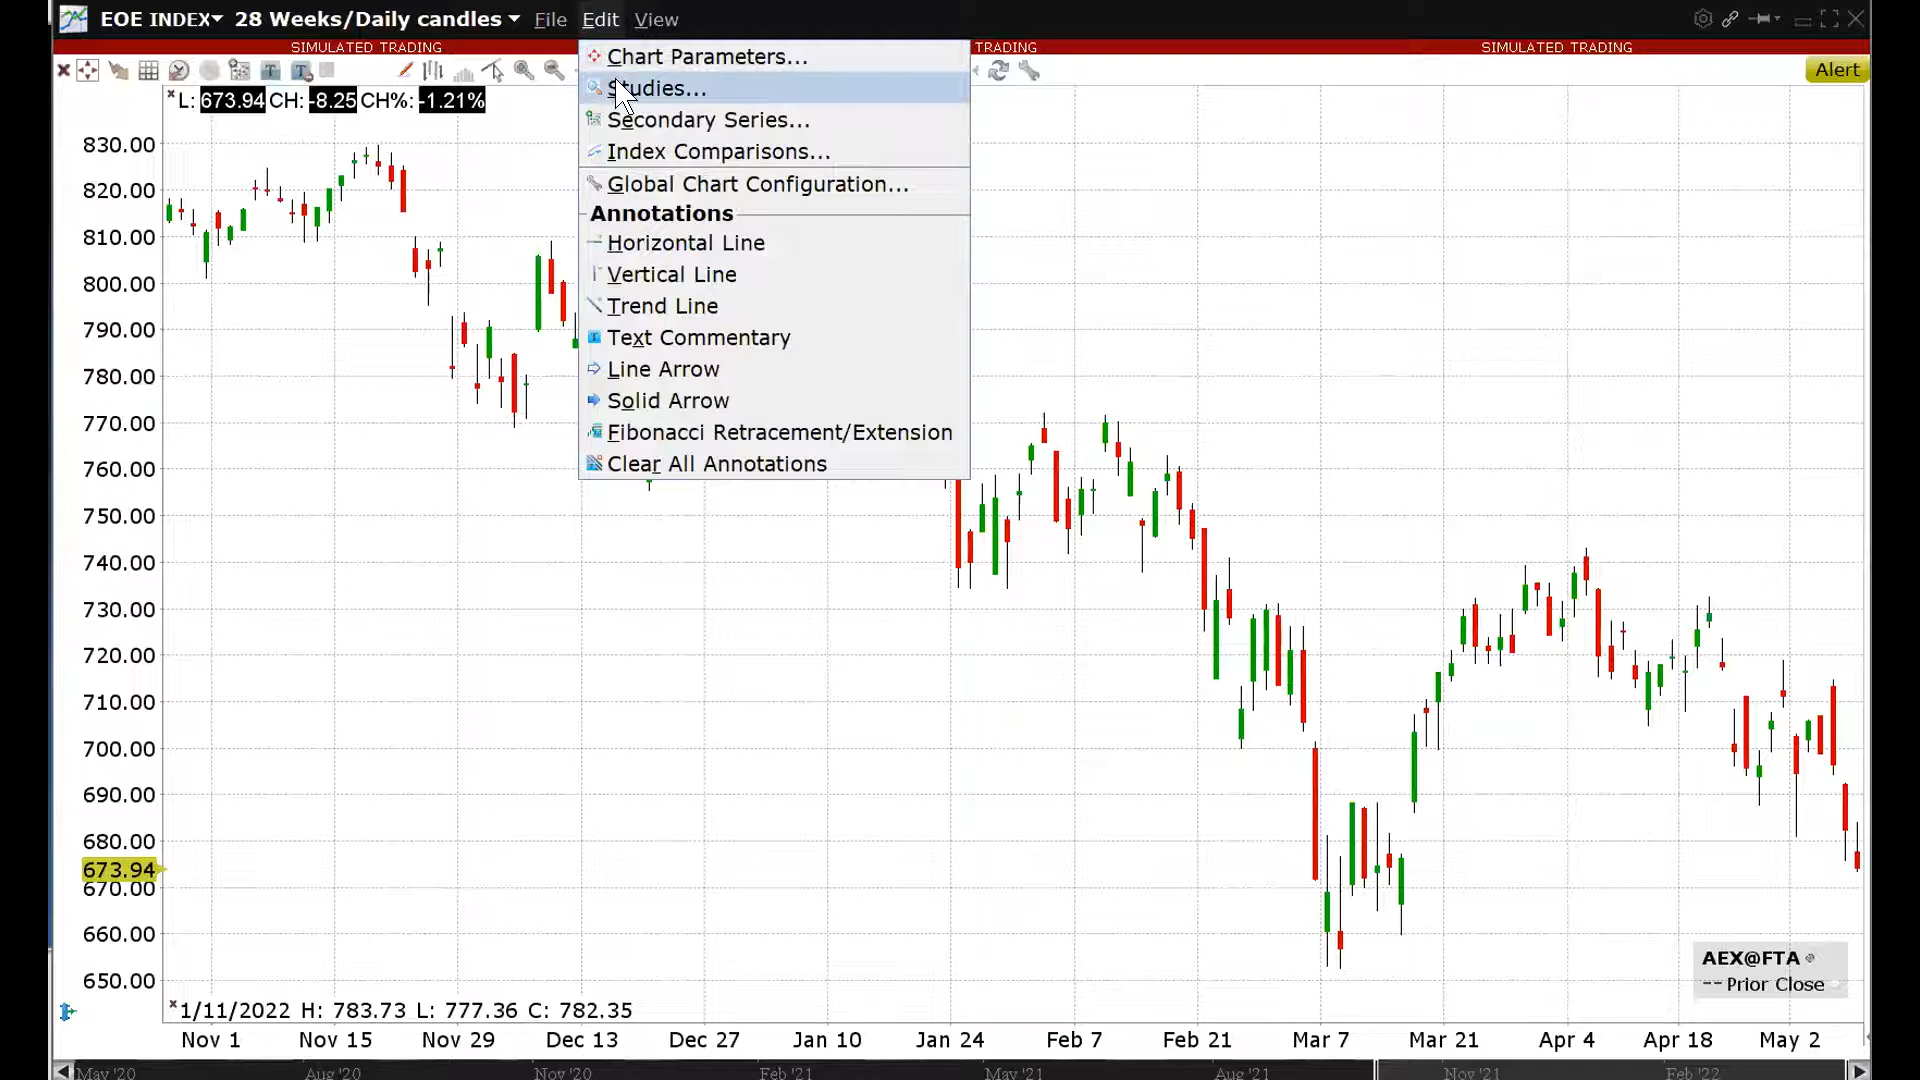 EOE INDEX 28 Weeks/Daily candles File Edit View
SIMULATED TRADING TRADING SIMULATED TRADING
Alert
L: 673.94 CH: -8.25 CH%: -1.21%
Chart Parameters...
Studies...
Secondary Series...
Index Comparisons...
Global Chart Configuration...
Annotations
Horizontal Line
Vertical Line
Trend Line
Text Commentary
Line Arrow
Solid Arrow
Fibonacci Retracement/Extension
Clear All Annotations
830.00
820.00
810.00
800.00
790.00
780.00
770.00
760.00
750.00
740.00
730.00
720.00
710.00
700.00
690.00
680.00
673.94
670.00
660.00
650.00
AEX@FTA
-- Prior Close
1/11/2022 H: 783.73 L: 777.36 C: 782.35
Nov 1 Nov 15 Nov 29 Dec 13 Dec 27 Jan 10 Jan 24 Feb 7 Feb 21 Mar 7 Mar 21 Apr 4 Apr 18 May 2
May '20 Aug '20 Nov '20 Feb '21 May '21 Aug '21 Nov '21 Feb '22